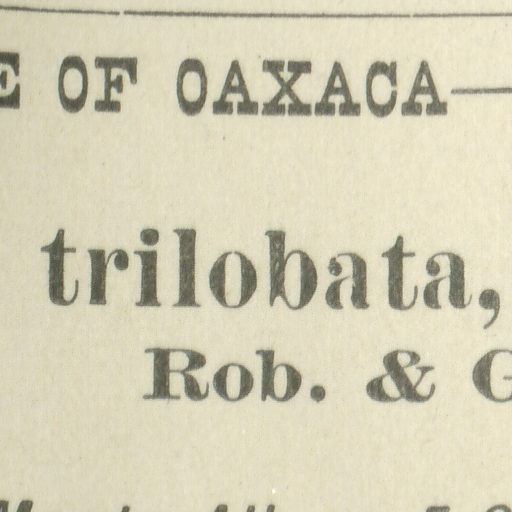 E OF OAXACA—
trilobata,
Rob. & G